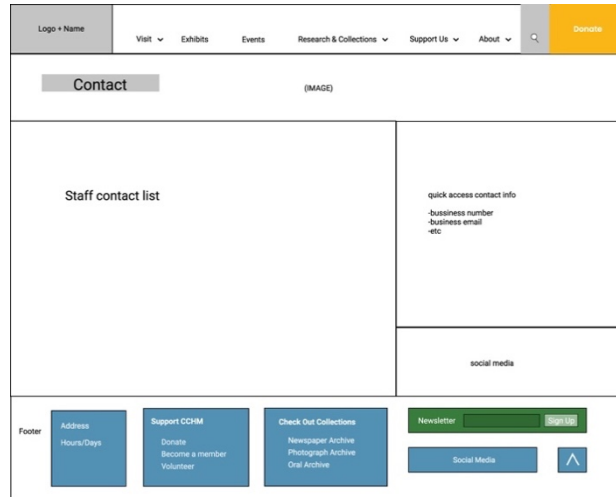 Logo + Name
Visit
Exhibits
Events
Research & Collections
Support Us
About
Donate
Contact
(IMAGE)
Staff contact list
quick access contact info
-bussiness number
-business email
-etc
social media
Footer
Address
Hours/Days
Support CCHM
Donate
Become a member
Volunteer
Check Out Collections
Newspaper Archive
Photograph Archive
Oral Archive
Newsletter
Sign Up
Social Media